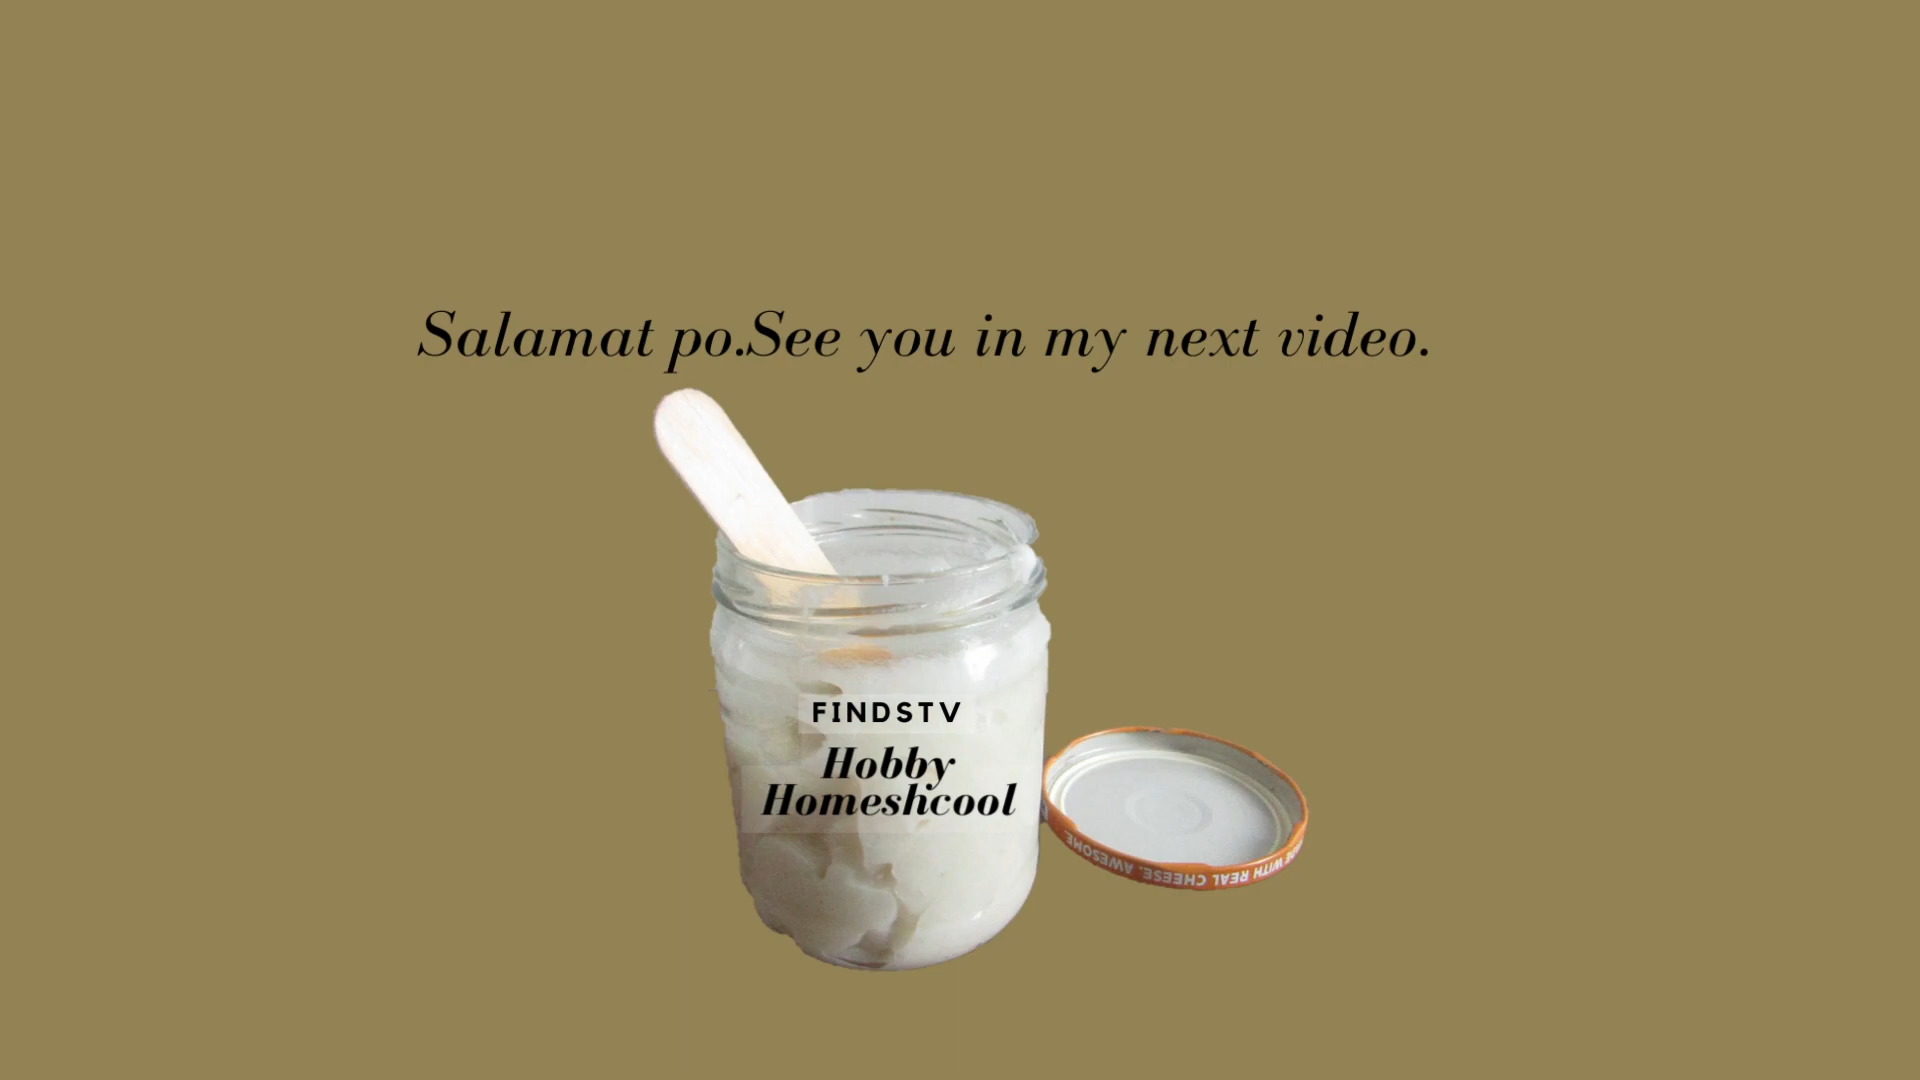 Salamat po.See you in my next video.
FINDSTV
Hobby
Homeshcool
WITH REAL CHEESE. AWESOME.